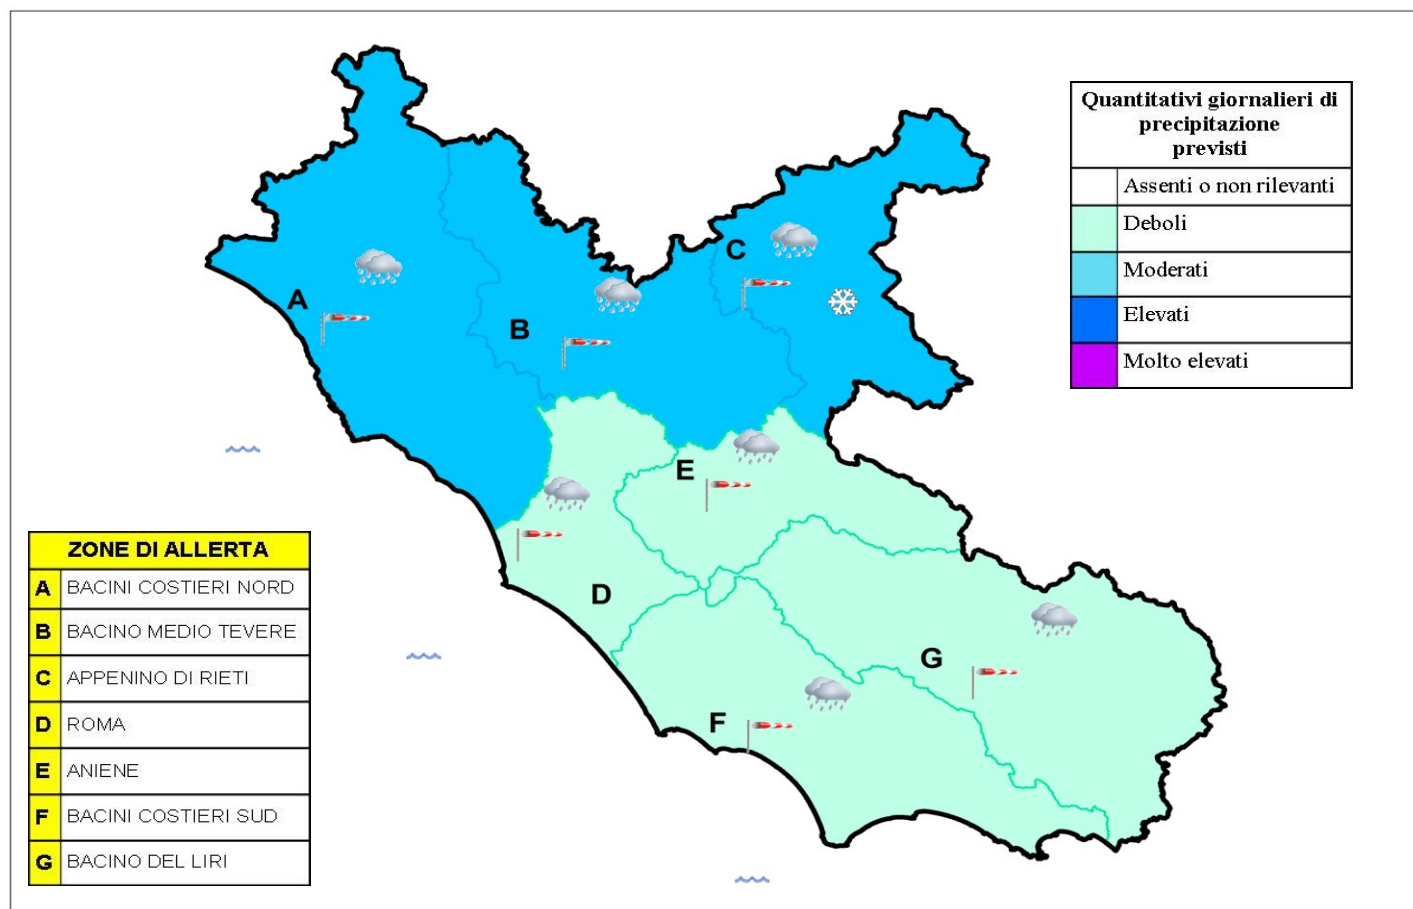 Quantitativi giornalieri di
precipitazione
previsti
Assenti o non rilevanti
Deboli
Moderati
Elevati
Molto elevati
C
A
B
E
D
G
F
ZONE DI ALLERTA
A BACINI COSTIERI NORD
B BACINO MEDIO TEVERE
C APPENINO DI RIETI
D ROMA
E ANIENE
F BACINI COSTIERI SUD
G BACINO DEL LIRI